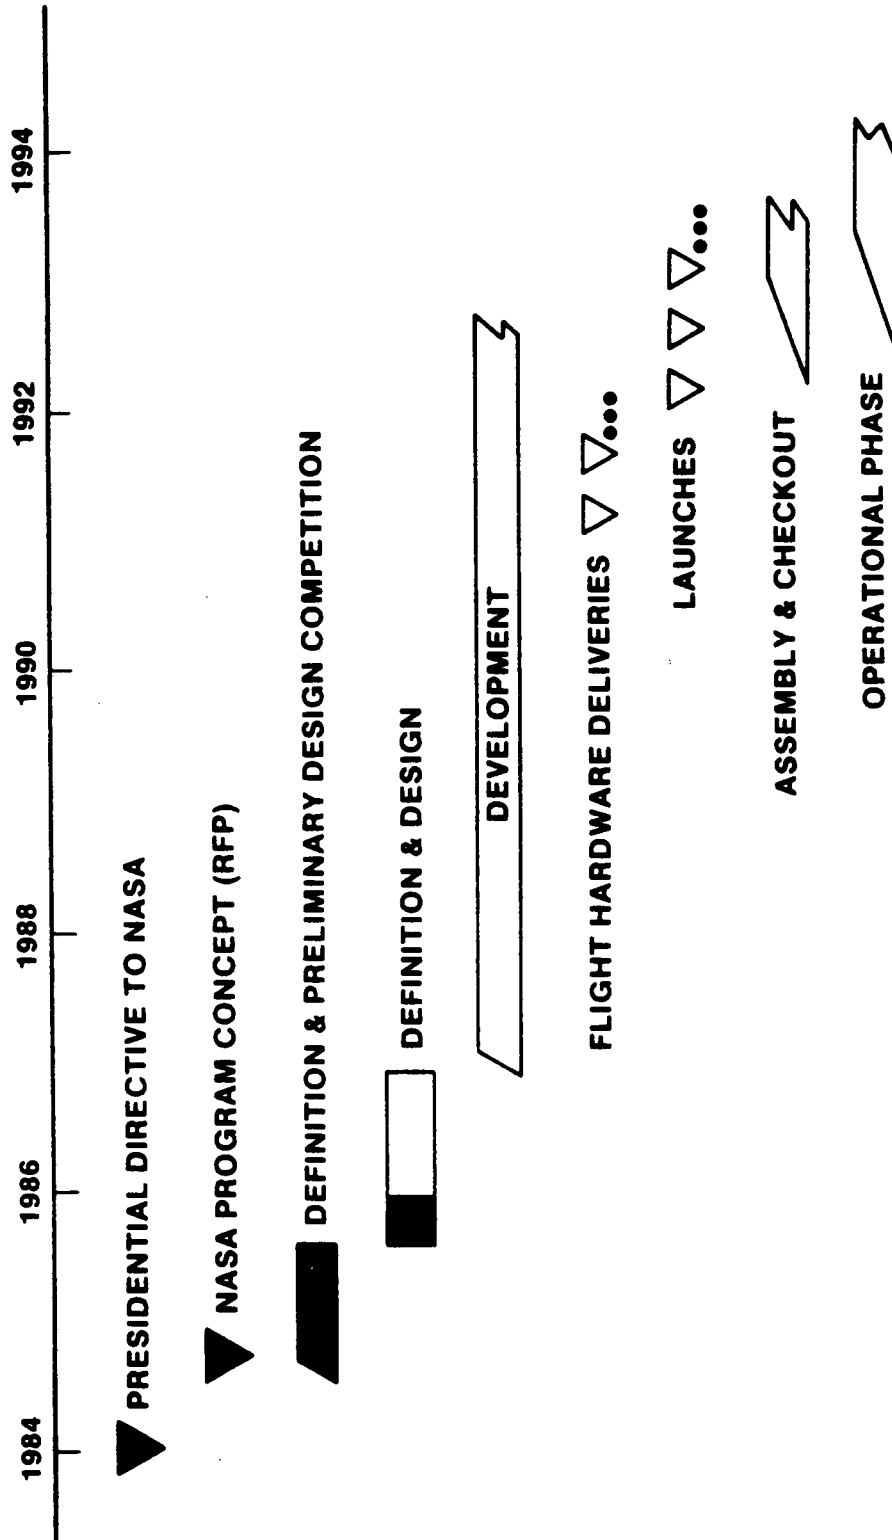 1984 1986 1988 1990 1992 1994
PRESIDENTIAL DIRECTIVE TO NASA
NASA PROGRAM CONCEPT (RFP)
DEFINITION & PRELIMINARY DESIGN COMPETITION
DEFINITION & DESIGN
DEVELOPMENT
FLIGHT HARDWARE DELIVERIES
LAUNCHES
ASSEMBLY & CHECKOUT
OPERATIONAL PHASE